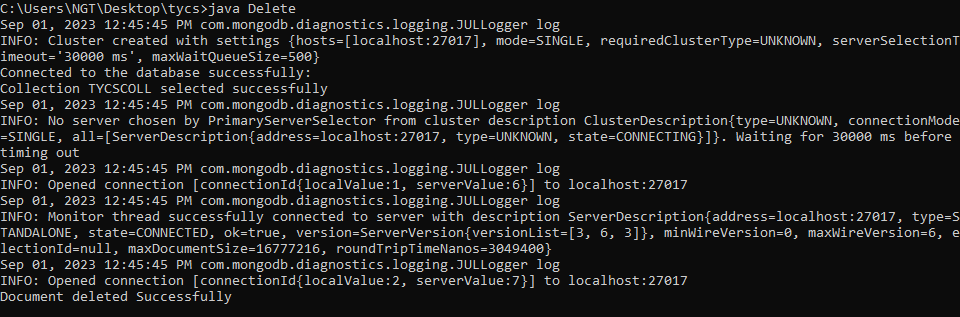 C:\Users\NGT\Desktop\tycs>java Delete
Sep 01, 2023 12:45:45 PM com.mongodb.diagnostics.logging.JULLogger log
INFO: Cluster created with settings {hosts=[localhost:27017], mode=SINGLE, requiredClusterType=UNKNOWN, serverSelectionT
imeout='30000 ms', maxWaitQueueSize=500}
Connected to the database successfully:
Collection TYCSCOLL selected successfully
Sep 01, 2023 12:45:45 PM com.mongodb.diagnostics.logging.JULLogger log
INFO: No server chosen by PrimaryServerSelector from cluster description ClusterDescription{type=UNKNOWN, connectionMode
=SINGLE, all=[ServerDescription{address=localhost:27017, type=UNKNOWN, state=CONNECTING}]}. Waiting for 30000 ms before
timing out
Sep 01, 2023 12:45:45 PM com.mongodb.diagnostics.logging.JULLogger log
INFO: Opened connection [connectionId{localValue:1, serverValue:6}] to localhost:27017
Sep 01, 2023 12:45:45 PM com.mongodb.diagnostics.logging.JULLogger log
INFO: Monitor thread successfully connected to server with description ServerDescription{address=localhost:27017, type=S
TANDALONE, state=CONNECTED, ok=true, version=ServerVersion{versionList=[3, 6, 3]}, minWireVersion=0, maxWireVersion=6, e
lectionId=null, maxDocumentSize=16777216, roundTripTimeNanos=3049400}
Sep 01, 2023 12:45:45 PM com.mongodb.diagnostics.logging.JULLogger log
INFO: Opened connection [connectionId{localValue:2, serverValue:7}] to localhost:27017
Document deleted Successfully